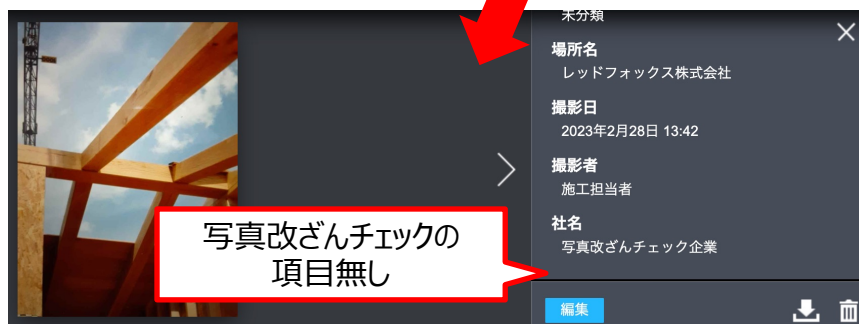 未分類
場所名
レッドフォックス株式会社
撮影日
2023年2月28日 13:42
撮影者
施工担当者
社名
写真改ざんチェック企業
写真改ざんチェックの
項目無し
編集